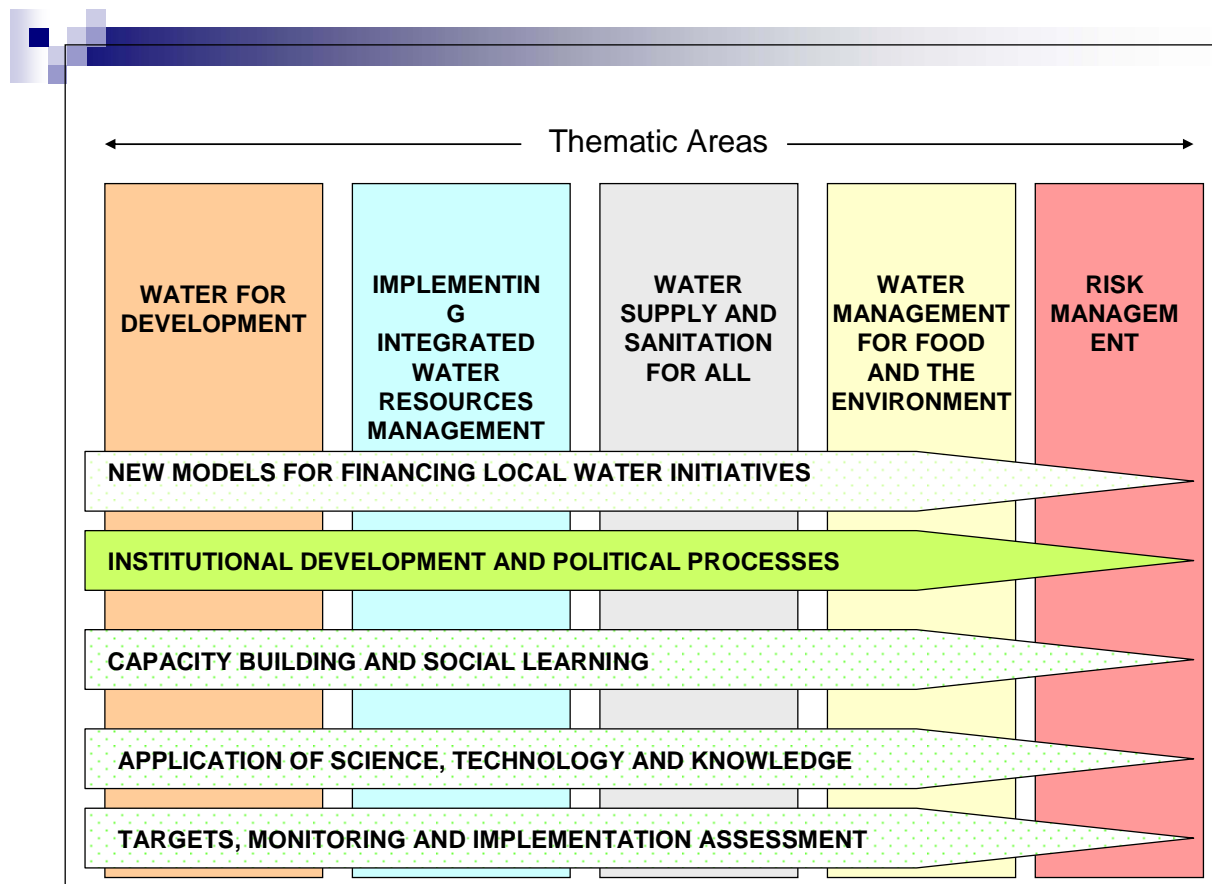 Thematic Areas
WATER FOR
DEVELOPMENT
IMPLEMENTIN
G
INTEGRATED
WATER
RESOURCES
MANAGEMENT
WATER
SUPPLY AND
SANITATION
FOR ALL
WATER
MANAGEMENT
FOR FOOD
AND THE
ENVIRONMENT
RISK
MANAGEM
ENT
NEW MODELS FOR FINANCING LOCAL WATER INITIATIVES
INSTITUTIONAL DEVELOPMENT AND POLITICAL PROCESSES
CAPACITY BUILDING AND SOCIAL LEARNING
APPLICATION OF SCIENCE, TECHNOLOGY AND KNOWLEDGE
TARGETS, MONITORING AND IMPLEMENTATION ASSESSMENT